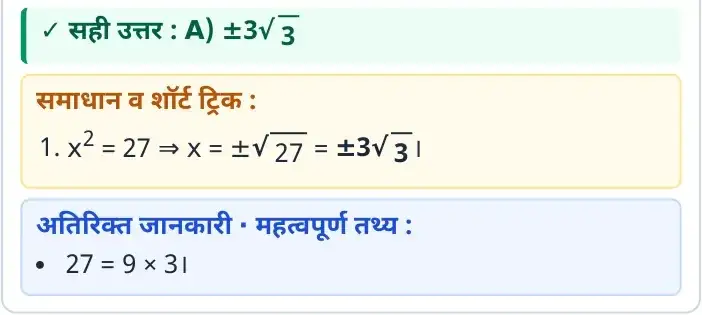 ✓ सही उत्तर : A) ±3√3
समाधान व शॉर्ट ट्रिक :
1. x² = 27 ⇒ x = ±√27 = ±3√3।
अतिरिक्त जानकारी · महत्वपूर्ण तथ्य :
• 27 = 9 × 3।